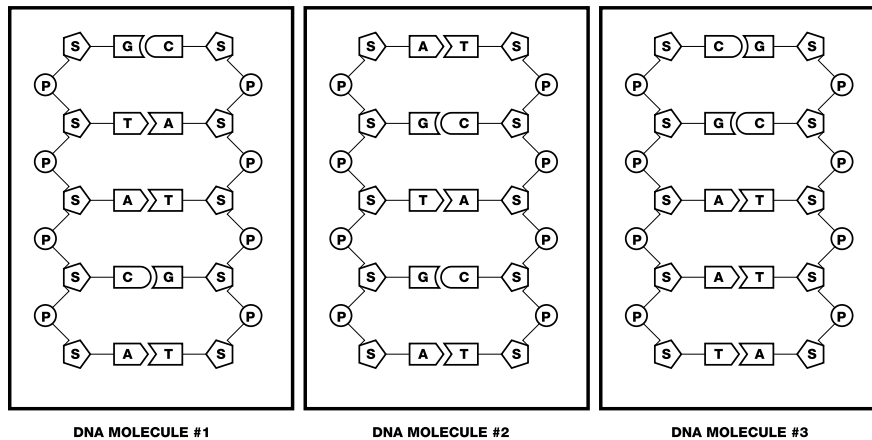 S G C S S A T S S C G S
P P P P P P
S T A S S G C S S G C S
P P P P P P
S A T S S T A S S A T S
P P P P P P
S C G S S G C S S A T S
P P P P P P
S A T S S A T S S T A S
DNA MOLECULE #1 DNA MOLECULE #2 DNA MOLECULE #3